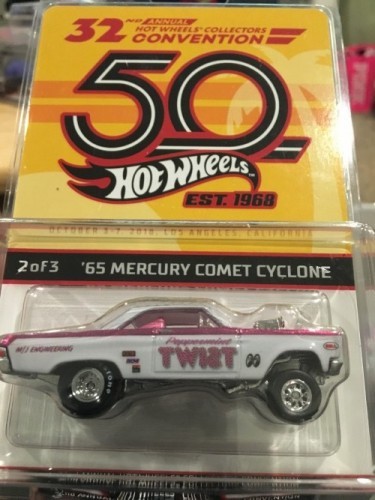 32ND ANNUAL
HOT WHEELS COLLECTORS
CONVENTION
50
Hot Wheels
EST. 1968
OCTOBER 3-7, 2018, LOS ANGELES, CALIFORNIA
2 of 3 '65 MERCURY COMET CYCLONE
Peppermint
TWIST
ENGINEERING